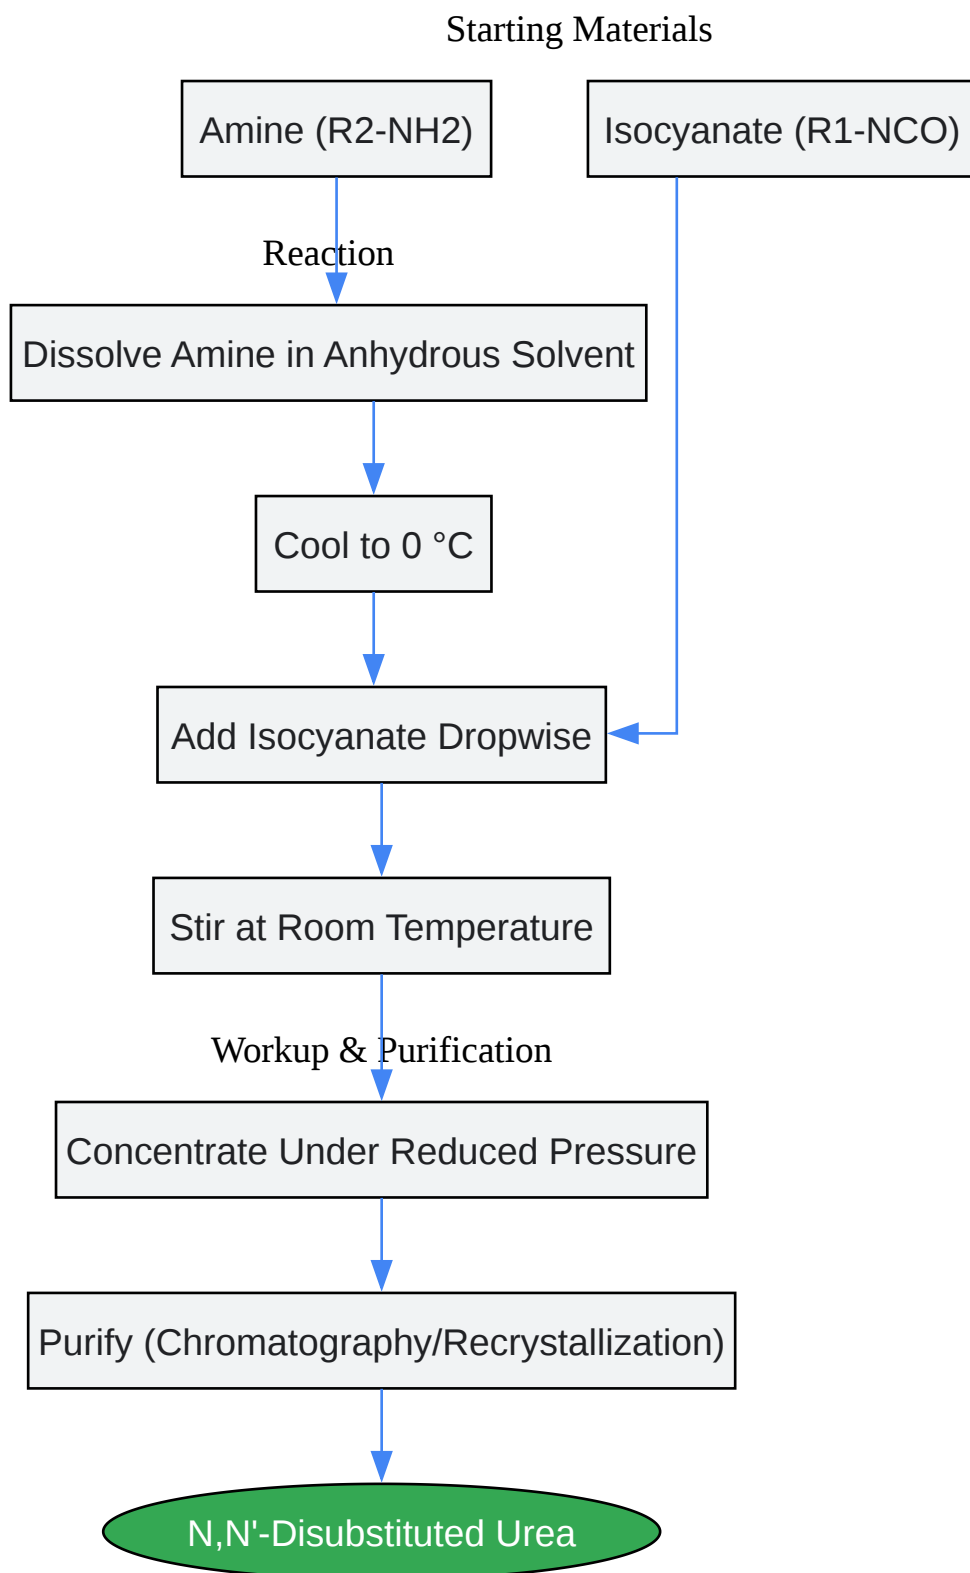 Starting Materials
Amine (R2-NH2)
Isocyanate (R1-NCO)
Reaction
Dissolve Amine in Anhydrous Solvent
Cool to 0 °C
Add Isocyanate Dropwise
Stir at Room Temperature
Workup & Purification
Concentrate Under Reduced Pressure
Purify (Chromatography/Recrystallization)
N,N'-Disubstituted Urea